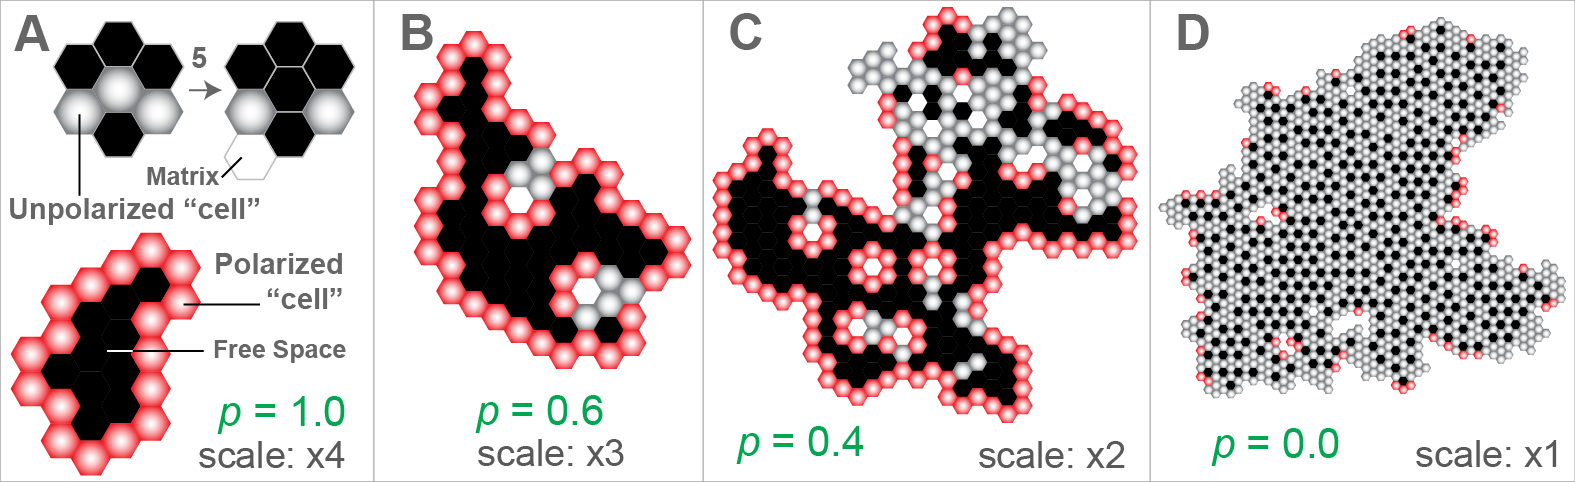 A
5
Matrix
Unpolarized “cell”
Polarized
“cell”
Free Space
p = 1.0
scale: x4
B
p = 0.6
scale: x3
C
p = 0.4
scale: x2
D
p = 0.0
scale: x1